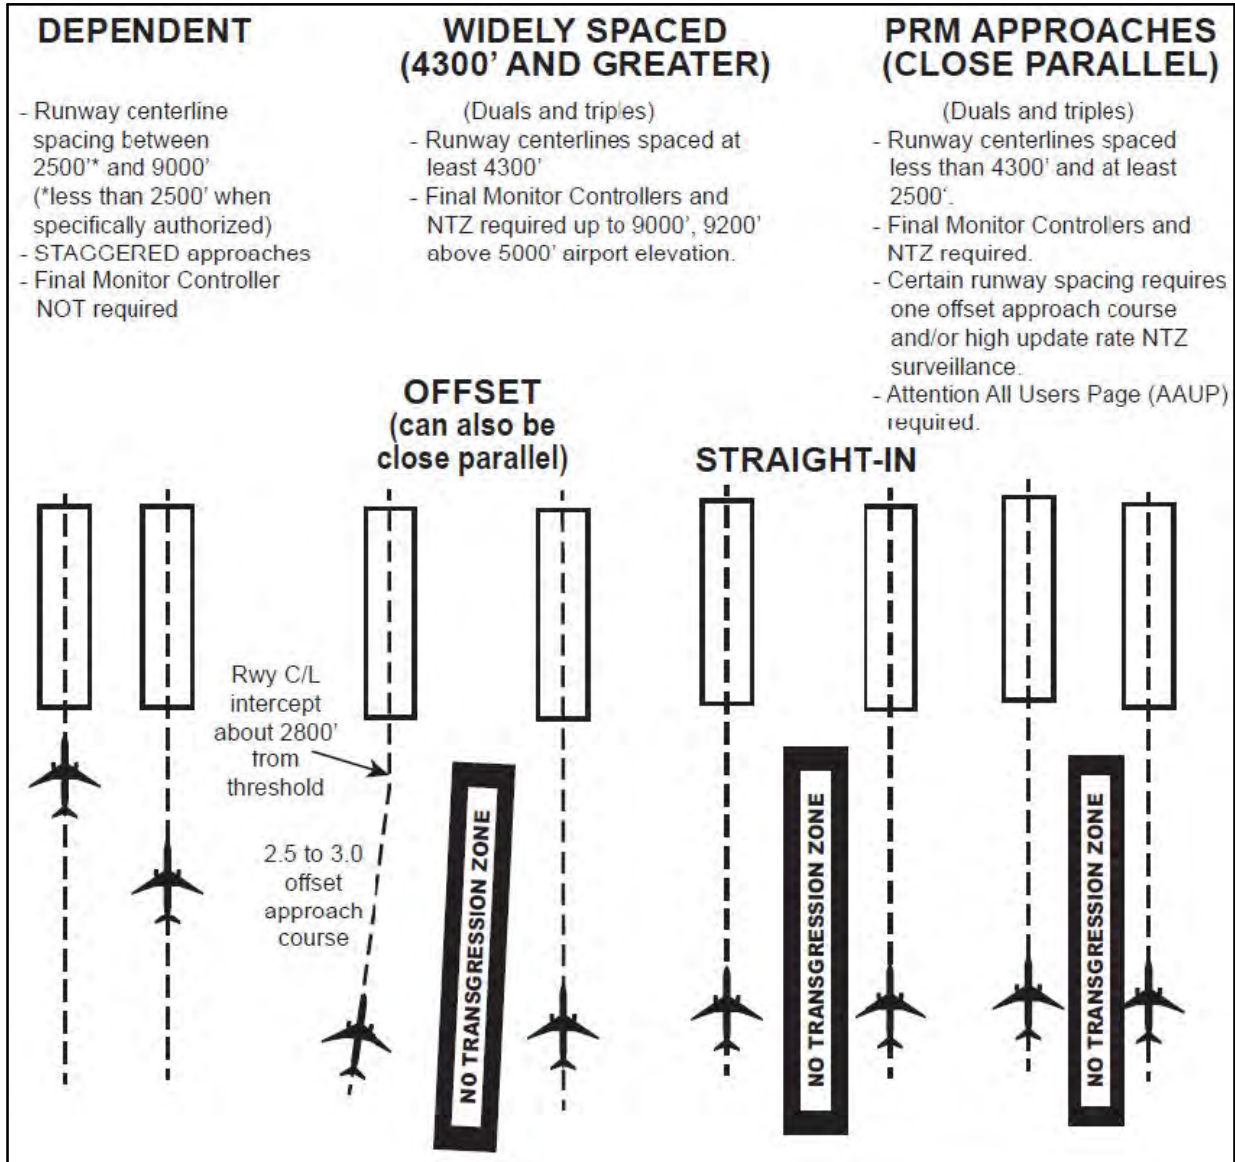 DEPENDENT
- Runway centerline
spacing between
2500'* and 9000'
(*less than 2500' when
specifically authorized)
- STAGGERED approaches
- Final Monitor Controller
NOT required
WIDELY SPACED
(4300' AND GREATER)
(Duals and triples)
- Runway centerlines spaced at
least 4300'
- Final Monitor Controllers and
NTZ required up to 9000', 9200'
above 5000' airport elevation.
PRM APPROACHES
(CLOSE PARALLEL)
(Duals and triples)
- Runway centerlines spaced
less than 4300' and at least
2500'.
- Final Monitor Controllers and
NTZ required.
- Certain runway spacing requires
one offset approach course
and/or high update rate NTZ
surveillance.
- Attention All Users Page (AAUP)
required.
OFFSET
(can also be
close parallel)
STRAIGHT-IN
Rwy C/L
intercept
about 2800'
from
threshold
2.5 to 3.0
offset
approach
course
NO TRANSGRESSION ZONE
NO TRANSGRESSION ZONE
NO TRANSGRESSION ZONE